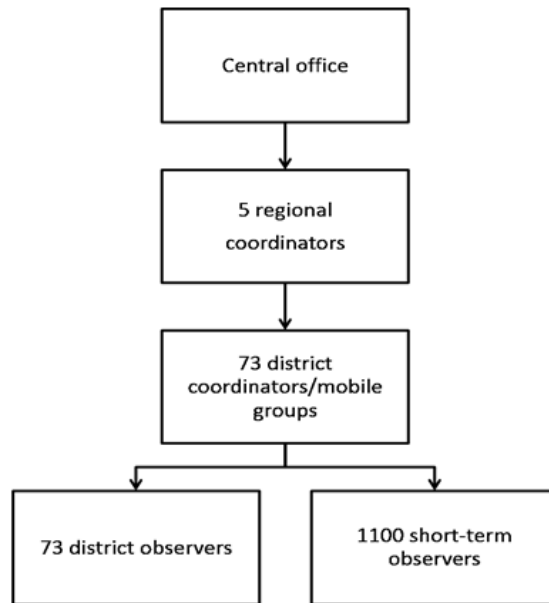 Central office
5 regional
coordinators
73 district
coordinators/mobile
groups
73 district observers
1100 short-term
observers